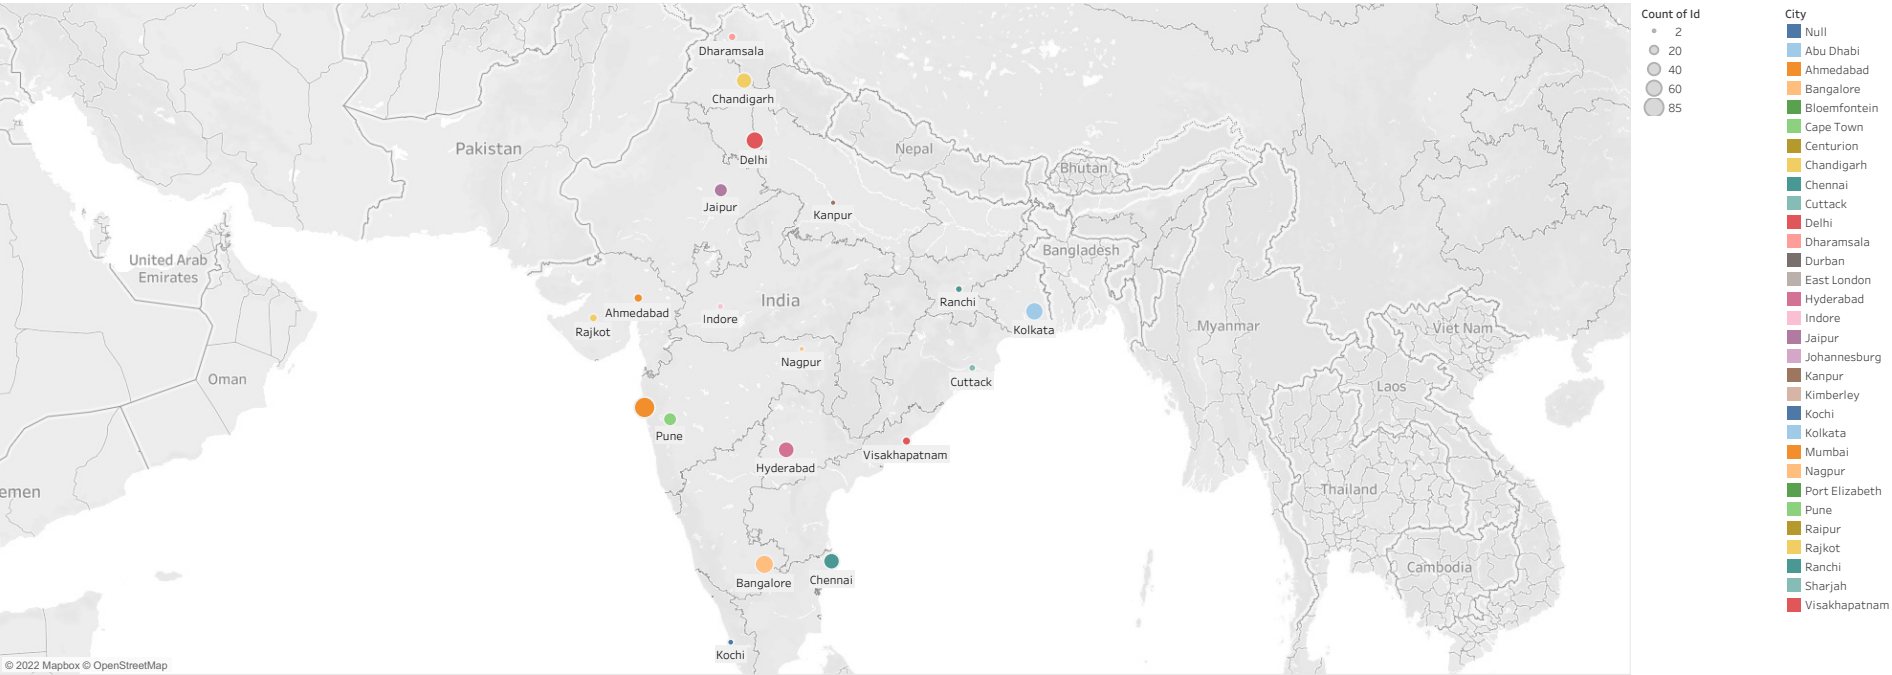 Dharamsala
Chandigarh
Pakistan
Delhi
Nepal
Bhutan
Jaipur
Kanpur
United Arab
Emirates
Bangladesh
India
Ranchi
Ahmedabad
Indore
Rajkot
Kolkata
Myanmar
Viet Nam
Nagpur
Oman
Cuttack
Laos
Pune
Visakhapatnam
Hyderabad
emen
Thailand
Cambodia
Bangalore
Chennai
Kochi
© 2022 Mapbox © OpenStreetMap
Count of Id
2
20
40
60
85
City
Null
Abu Dhabi
Ahmedabad
Bangalore
Bloemfontein
Cape Town
Centurion
Chandigarh
Chennai
Cuttack
Delhi
Dharamsala
Durban
East London
Hyderabad
Indore
Jaipur
Johannesburg
Kanpur
Kimberley
Kochi
Kolkata
Mumbai
Nagpur
Port Elizabeth
Pune
Raipur
Rajkot
Ranchi
Sharjah
Visakhapatnam